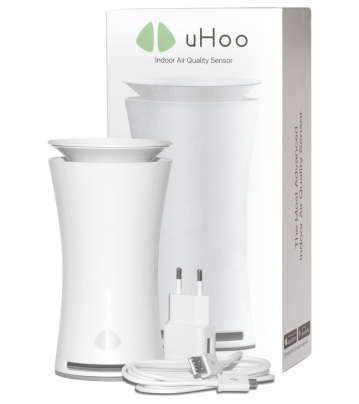 uHoo
Indoor Air Quality Sensor
The Most Advanced
Indoor Air Quality Sensor